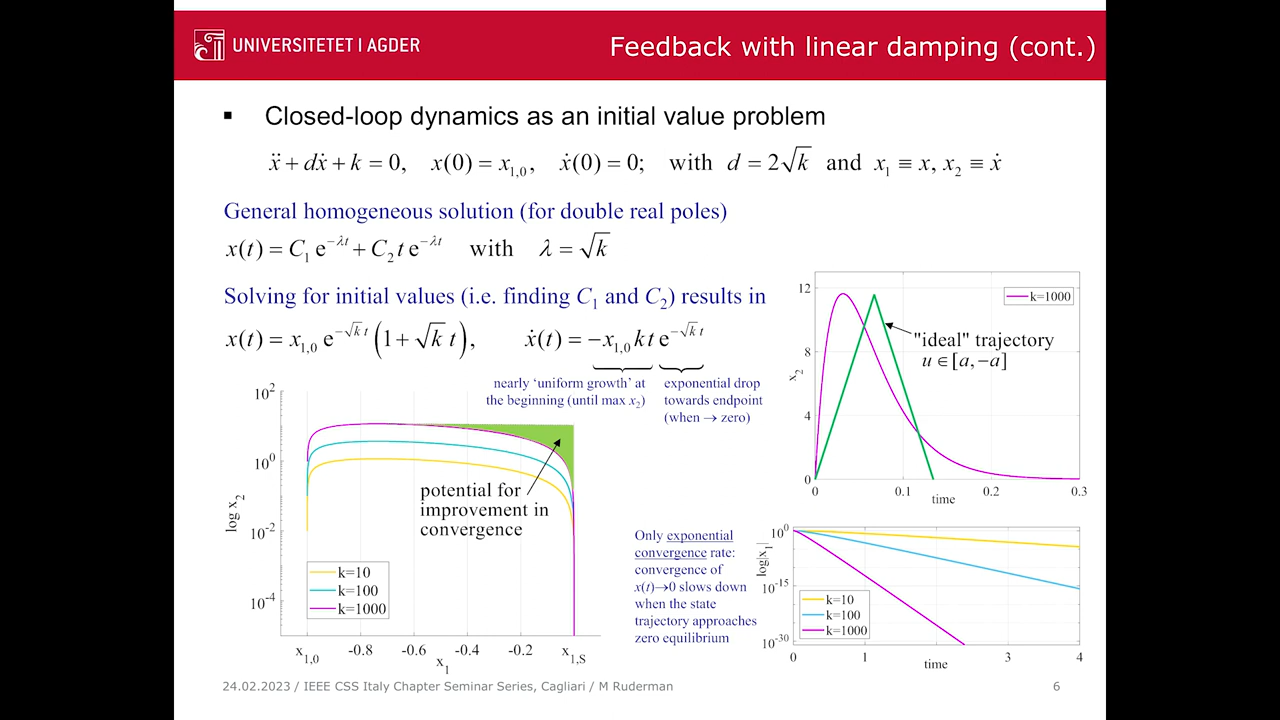 UNIVERSITETET I AGDER
Feedback with linear damping (cont.)
▪ Closed-loop dynamics as an initial value problem
ẍ + dẋ + k = 0, x(0) = x₁,₀, ẋ(0) = 0; with d = 2√k and x₁ ≡ x, x₂ ≡ ẋ
General homogeneous solution (for double real poles)
x(t) = C₁ e^(−λt) + C₂ t e^(−λt) with λ = √k
Solving for initial values (i.e. finding C₁ and C₂) results in
x(t) = x₁,₀ e^(−√k t) (1 + √k t), ẋ(t) = −x₁,₀ k t e^(−√k t)
nearly ‘uniform growth’ at
the beginning (until max x₂)
exponential drop
towards endpoint
(when → zero)
12
8
4
0
x₂
k=1000
"ideal" trajectory
u ∈ [a, −a]
0 0.1 0.2 0.3
time
10²
10⁰
10⁻²
10⁻⁴
log x₂
potential for
improvement in
convergence
k=10
k=100
k=1000
x₁,₀ -0.8 -0.6 -0.4 -0.2 x₁,S
x₁
Only exponential
convergence rate:
convergence of
x(t)→0 slows down
when the state
trajectory approaches
zero equilibrium
10⁰
10⁻¹⁵
10⁻³⁰
log|x₁|
k=10
k=100
k=1000
0 1 3 4
time
24.02.2023 / IEEE CSS Italy Chapter Seminar Series, Cagliari / M Ruderman
6